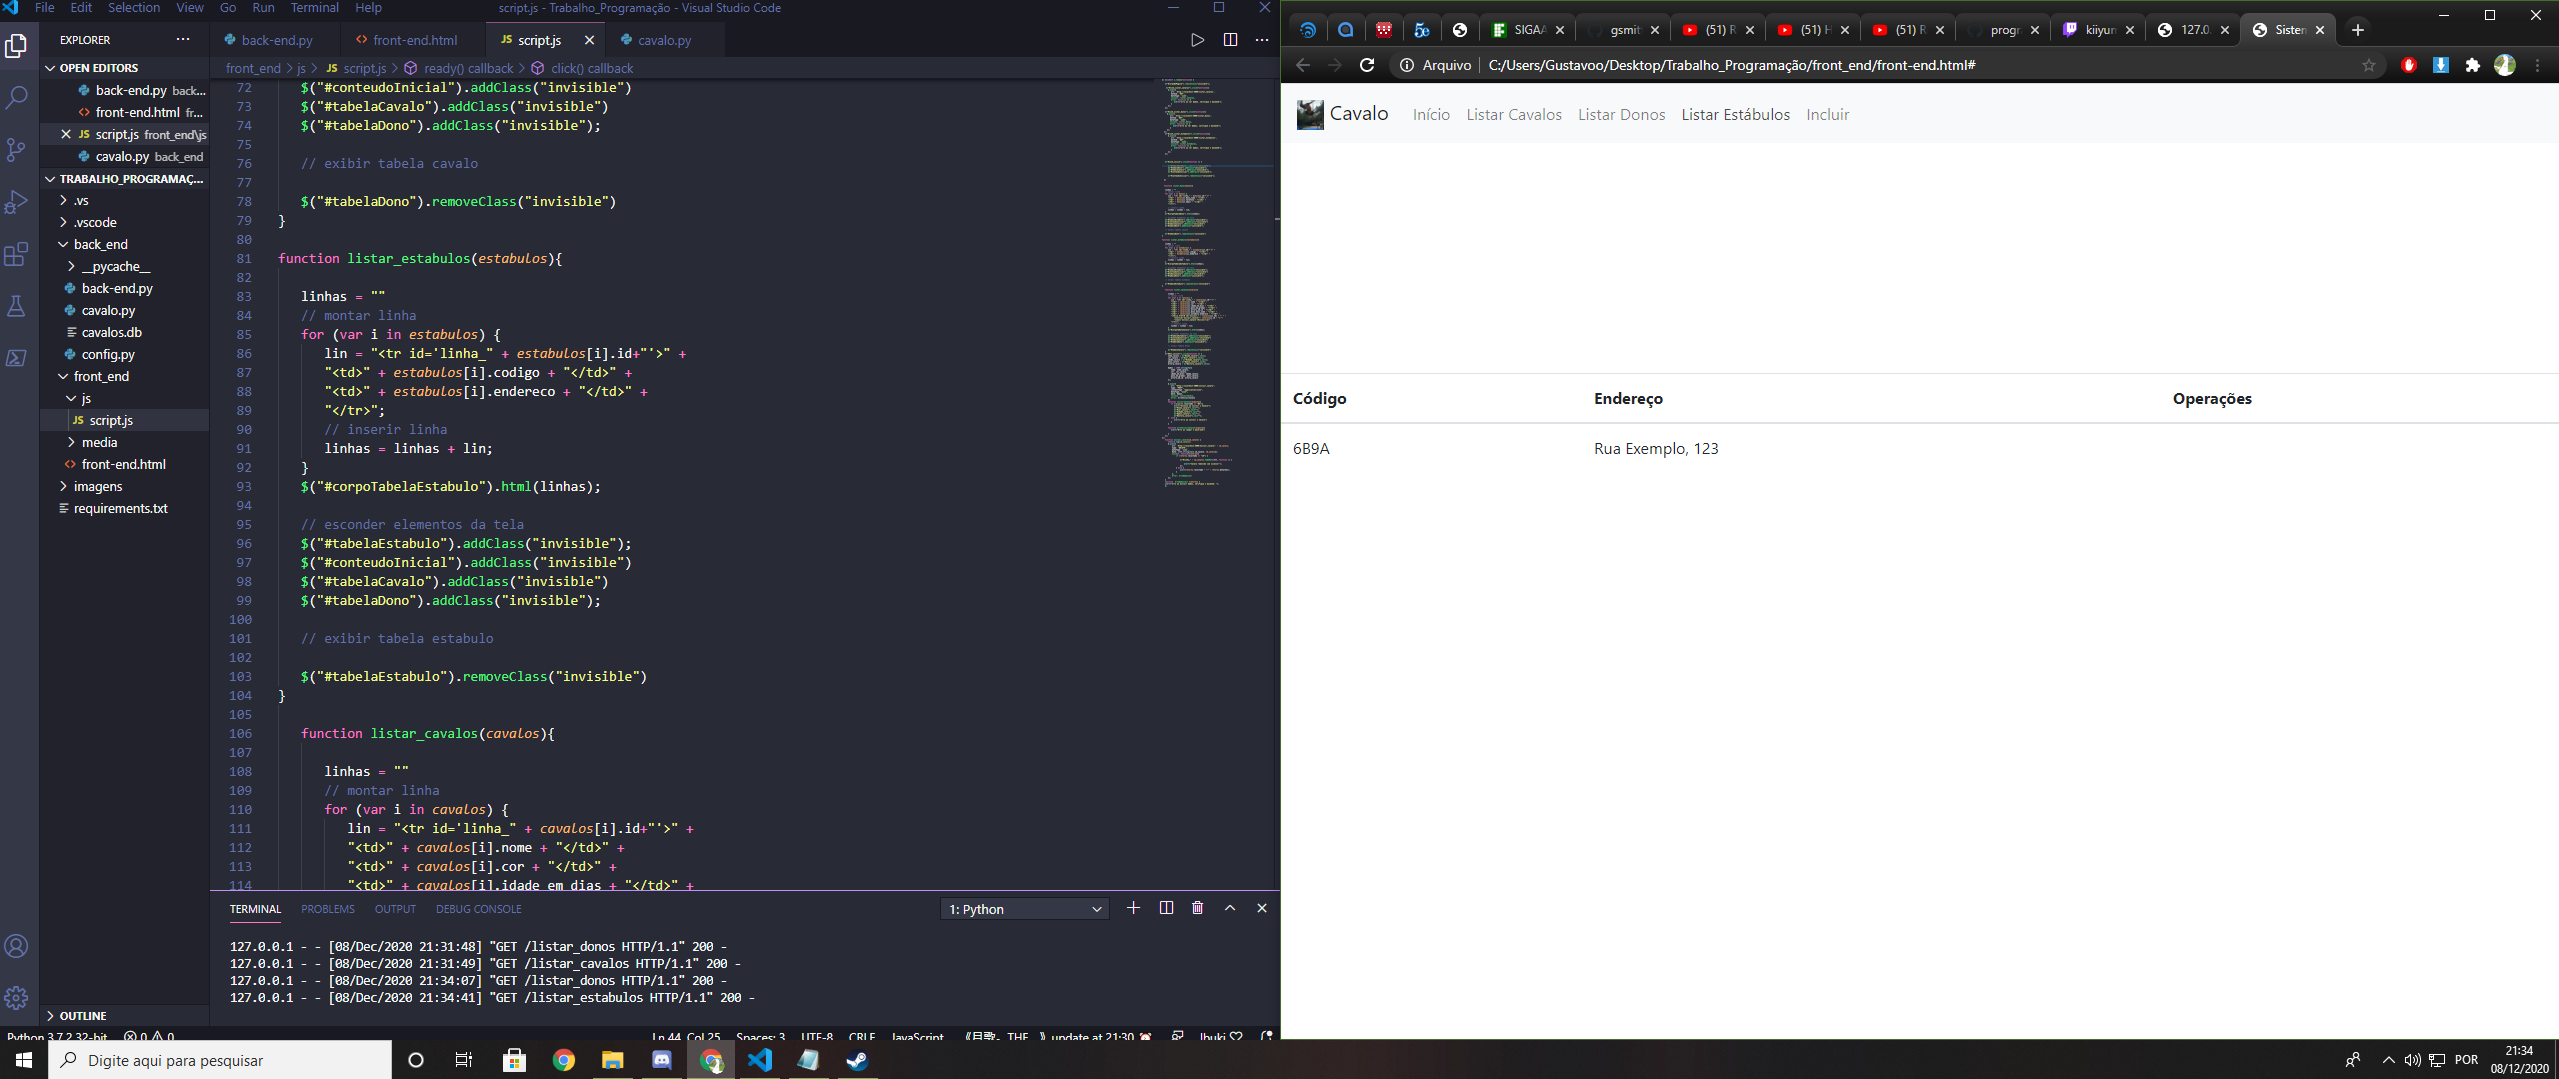 File Edit Selection View Go Run Terminal Help
script.js - Trabalho_Programação - Visual Studio Code
EXPLORER
OPEN EDITORS
back-end.py back...
front-end.html fr...
script.js front_end\js
cavalo.py back_end
TRABALHO_PROGRAMAÇ...
.vs
.vscode
back_end
__pycache__
back-end.py
cavalo.py
cavalos.db
config.py
front_end
js
JS script.js
media
front-end.html
imagens
requirements.txt
OUTLINE
back-end.py front-end.html JS script.js cavalo.py
front_end > js > JS script.js > ready() callback > click() callback
72 $("#conteudoInicial").addClass("invisible")
73 $("#tabelaCavalo").addClass("invisible")
74 $("#tabelaDono").addClass("invisible");
75
76 // exibir tabela cavalo
77
78 $("#tabelaDono").removeClass("invisible")
79 }
80
81 function listar_estabulos(estabulos){
82
83 linhas = ""
84 // montar linha
85 for (var i in estabulos) {
86 lin = "<tr id='linha_" + estabulos[i].id+"'>" +
87 "<td>" + estabulos[i].codigo + "</td>" +
88 "<td>" + estabulos[i].endereco + "</td>" +
89 "</tr>";
90 // inserir linha
91 linhas = linhas + lin;
92 }
93 $("#corpoTabelaEstabulo").html(linhas);
94
95 // esconder elementos da tela
96 $("#tabelaEstabulo").addClass("invisible");
97 $("#conteudoInicial").addClass("invisible")
98 $("#tabelaCavalo").addClass("invisible")
99 $("#tabelaDono").addClass("invisible");
100
101 // exibir tabela estabulo
102
103 $("#tabelaEstabulo").removeClass("invisible")
104 }
105
106 function listar_cavalos(cavalos){
107
108 linhas = ""
109 // montar linha
110 for (var i in cavalos) {
111 lin = "<tr id='linha_" + cavalos[i].id+"'>" +
112 "<td>" + cavalos[i].nome + "</td>" +
113 "<td>" + cavalos[i].cor + "</td>" +
114 "<td>" + cavalos[i].idade_em_dias + "</td>" +
TERMINAL PROBLEMS OUTPUT DEBUG CONSOLE
1: Python
127.0.0.1 - - [08/Dec/2020 21:31:48] "GET /listar_donos HTTP/1.1" 200 -
127.0.0.1 - - [08/Dec/2020 21:31:49] "GET /listar_cavalos HTTP/1.1" 200 -
127.0.0.1 - - [08/Dec/2020 21:34:07] "GET /listar_donos HTTP/1.1" 200 -
127.0.0.1 - - [08/Dec/2020 21:34:41] "GET /listar_estabulos HTTP/1.1" 200 -
Python 3.7.2 32-bit 0 0
Ln 44, Col 25 Spaces: 3 UTF-8 CRLF JavaScript update at 21:30
SIGAA gsmit (51) R (51) H (51) R progr kiiyum 127.0. Sisten
Arquivo | C:/Users/Gustavoo/Desktop/Trabalho_Programação/front_end/front-end.html#
Cavalo Início Listar Cavalos Listar Donos Listar Estábulos Incluir
Código Endereço Operações
6B9A Rua Exemplo, 123
Digite aqui para pesquisar
POR
21:34
08/12/2020